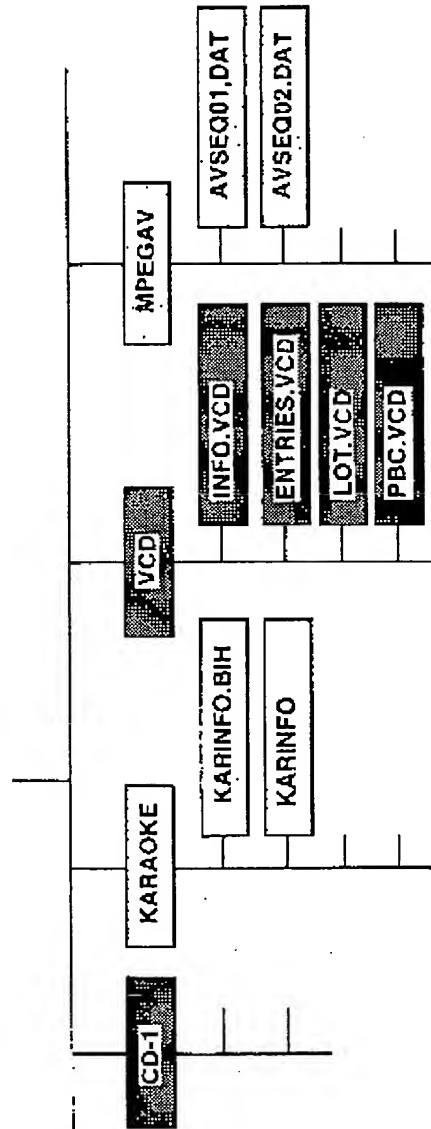 CD-1
KARAOKE
KARINFO.BIH
KARINFO
VCD
INFO.VCD
ENTRIES.VCD
LOT.VCD
PBC.VCD
MPEGAV
AVSEQ01,DAT
AVSEQ02.DAT